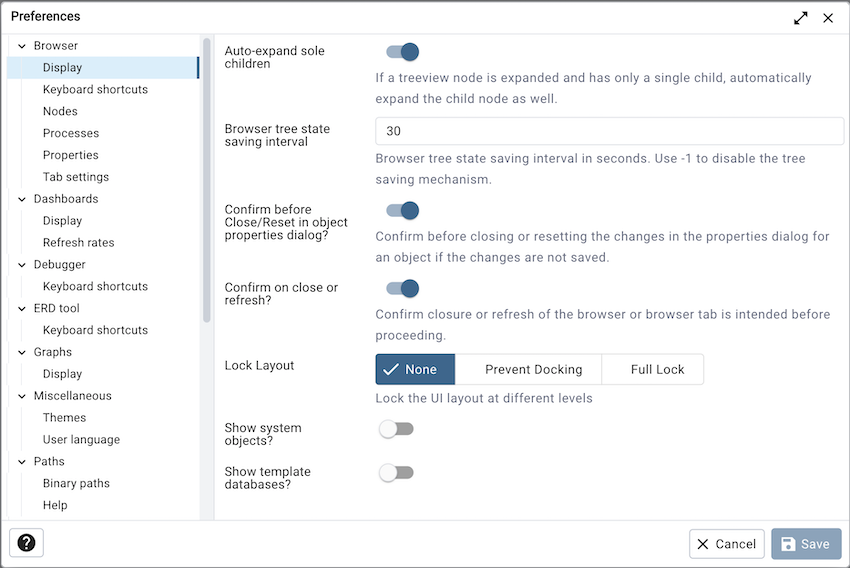 Preferences
Browser
Display
Keyboard shortcuts
Nodes
Processes
Properties
Tab settings
Dashboards
Display
Refresh rates
Debugger
Keyboard shortcuts
ERD tool
Keyboard shortcuts
Graphs
Display
Miscellaneous
Themes
User language
Paths
Binary paths
Help
Auto-expand sole
children
If a treeview node is expanded and has only a single child, automatically
expand the child node as well.
Browser tree state
saving interval
30
Browser tree state saving interval in seconds. Use -1 to disable the tree
saving mechanism.
Confirm before
Close/Reset in object
properties dialog?
Confirm before closing or resetting the changes in the properties dialog for
an object if the changes are not saved.
Confirm on close or
refresh?
Confirm closure or refresh of the browser or browser tab is intended before
proceeding.
Lock Layout
None
Prevent Docking
Full Lock
Lock the UI layout at different levels
Show system
objects?
Show template
databases?
?
Cancel
Save